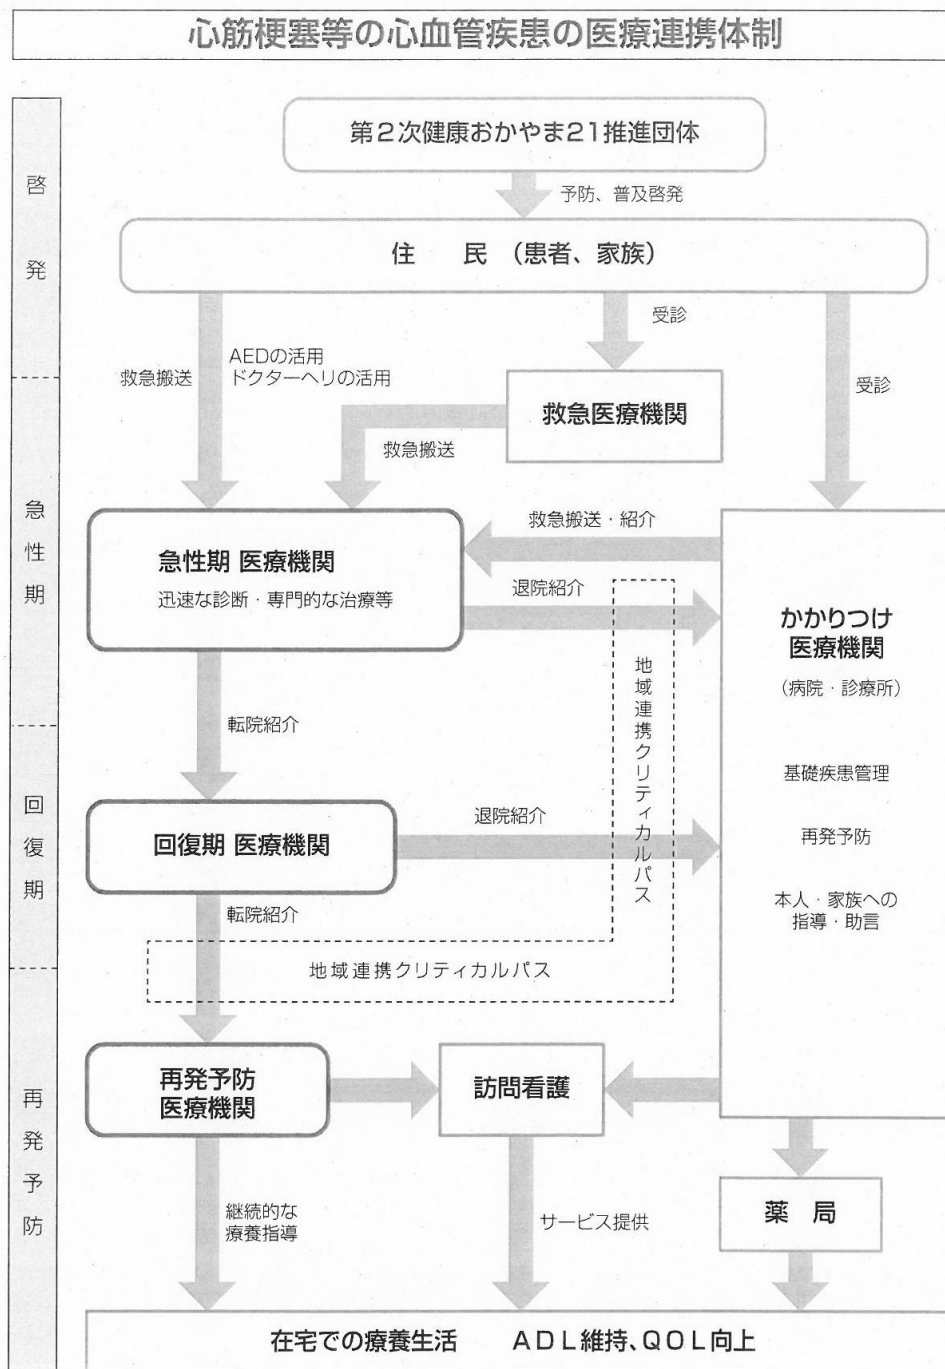 心筋梗塞等の心血管疾患の医療連携体制
啓発
第2次健康おかやま21推進団体
予防、普及啓発
住　民　（患者、家族）
受診
AEDの活用
ドクターヘリの活用
救急搬送
受診
救急医療機関
救急搬送
急性期
救急搬送・紹介
急性期 医療機関
迅速な診断・専門的な治療等
退院紹介
かかりつけ
医療機関
（病院・診療所）
基礎疾患管理
再発予防
本人・家族への
指導・助言
地域連携クリティカルパス
転院紹介
回復期
回復期 医療機関
退院紹介
転院紹介
地域連携クリティカルパス
再発予防
再発予防
医療機関
訪問看護
薬　局
継続的な
療養指導
サービス提供
在宅での療養生活　　ADL維持、QOL向上